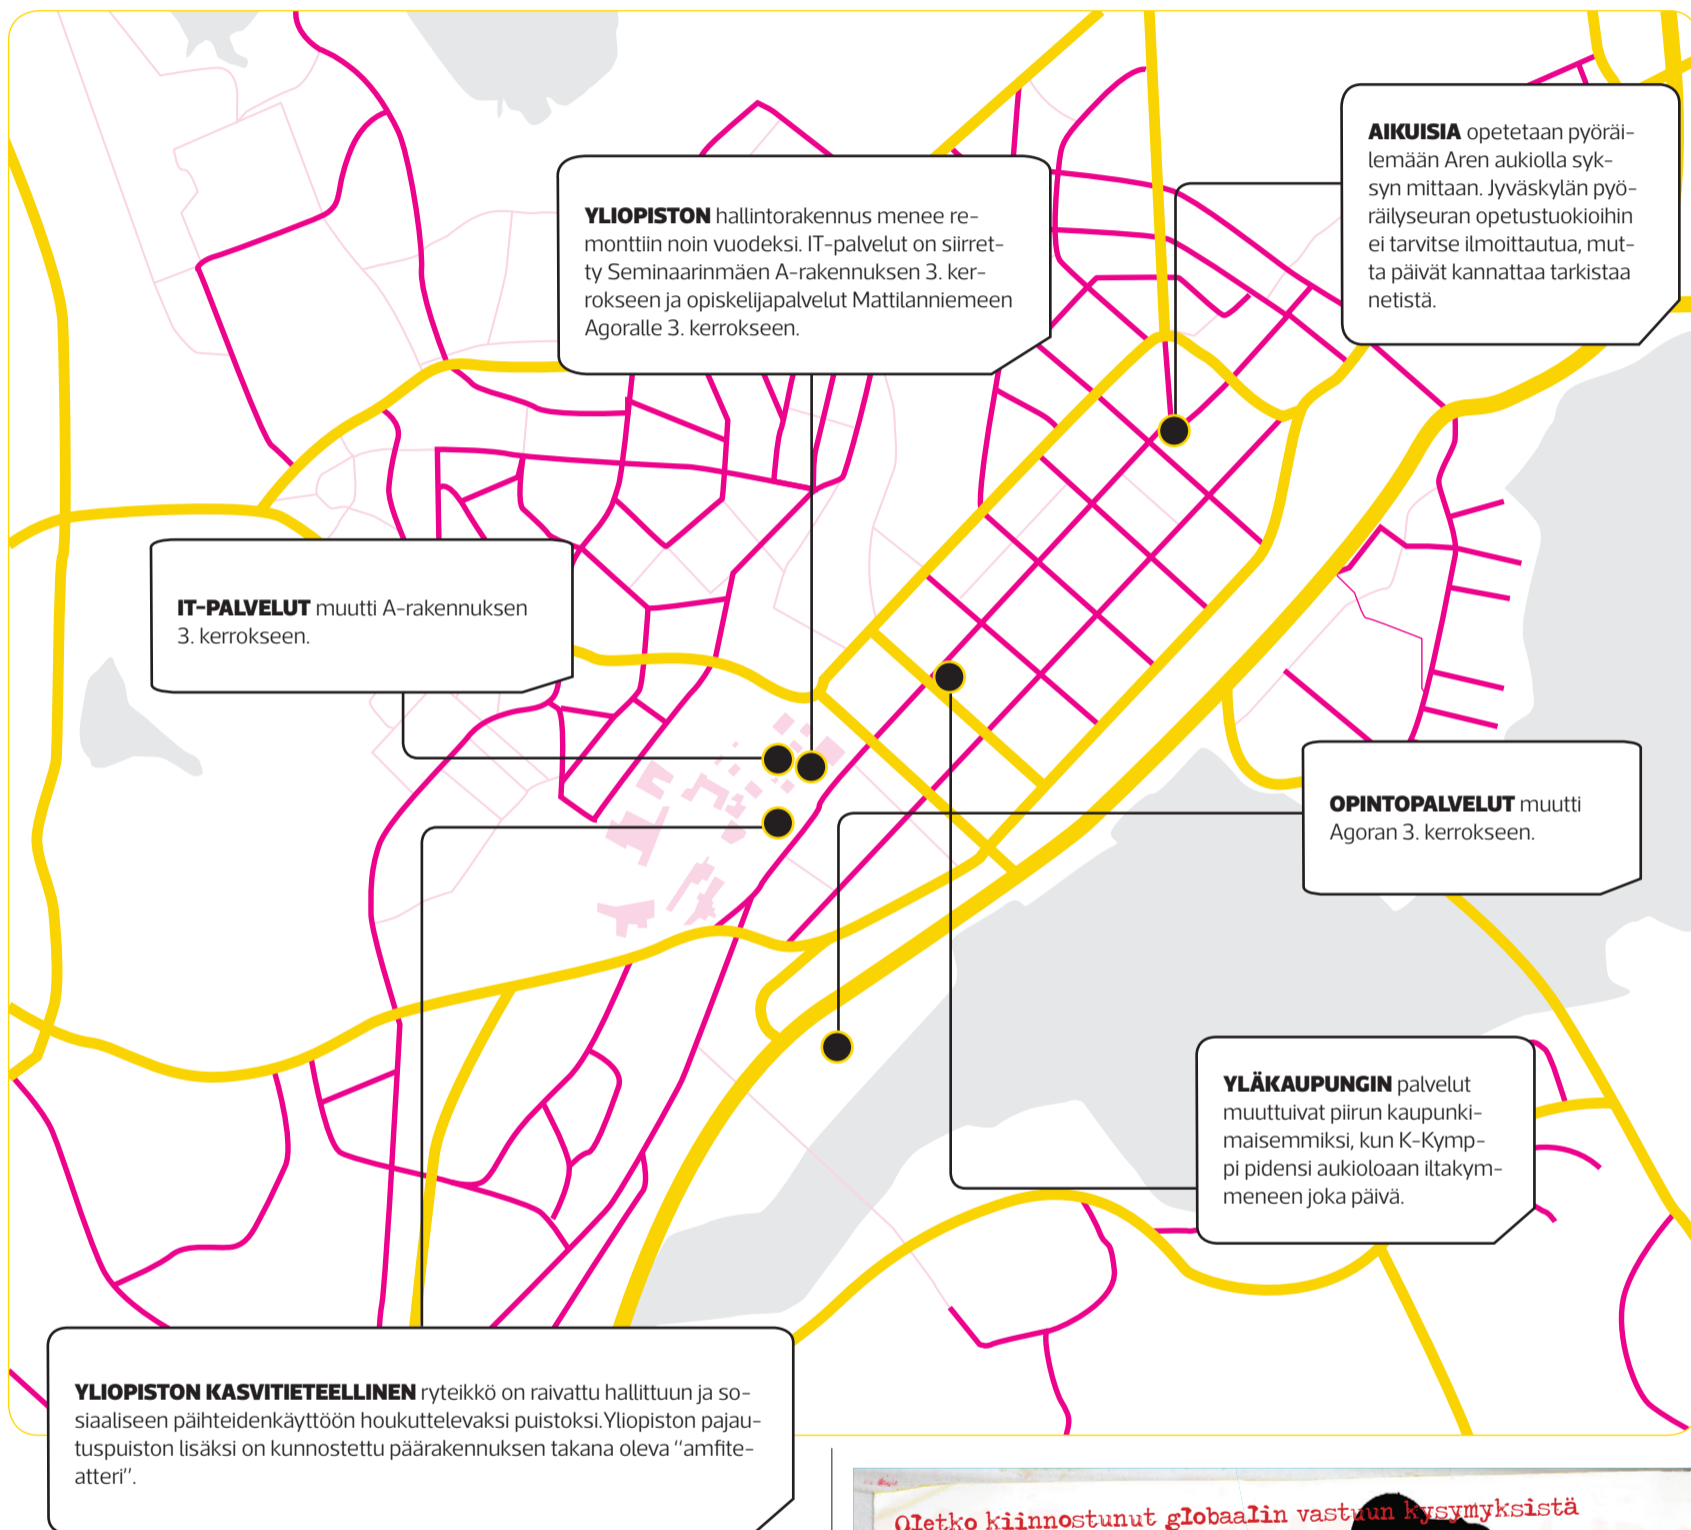 YLIOPISTON hallintorakennus menee re-
monttiin noin vuodeksi. IT-palvelut on siirret-
ty Seminaarinmäen A-rakennuksen 3. ker-
rokseen ja opiskelijapalvelut Mattilanniemeen
Agoralle 3. kerrokseen.
AIKUISIA opetetaan pyöräi-
lemään Aren aukiolla syk-
syn mittaan. Jyväskylän pyö-
räilyseuran opetustuokioihin
ei tarvitse ilmoittautua, mut-
ta päivät kannattaa tarkistaa
netistä.
IT-PALVELUT muutti A-rakennuksen
3. kerrokseen.
OPINTOPALVELUT muutti
Agoran 3. kerrokseen.
YLÄKAUPUNGIN palvelut
muuttuivat piirun kaupunki-
maisemmiksi, kun K-Kymp-
pi pidensi aukioloaan iltakym-
meneen joka päivä.
YLIOPISTON KASVITIETEELLINEN ryteikkö on raivattu hallittuun ja so-
siaaliseen päihteidenkäyttöön houkuttelevaksi puistoksi.Yliopiston pajau-
tuspuiston lisäksi on kunnostettu päärakennuksen takana oleva ”amfite-
atteri”.
Oletko kiinnostunut globaalin vastuun kysymyksistä